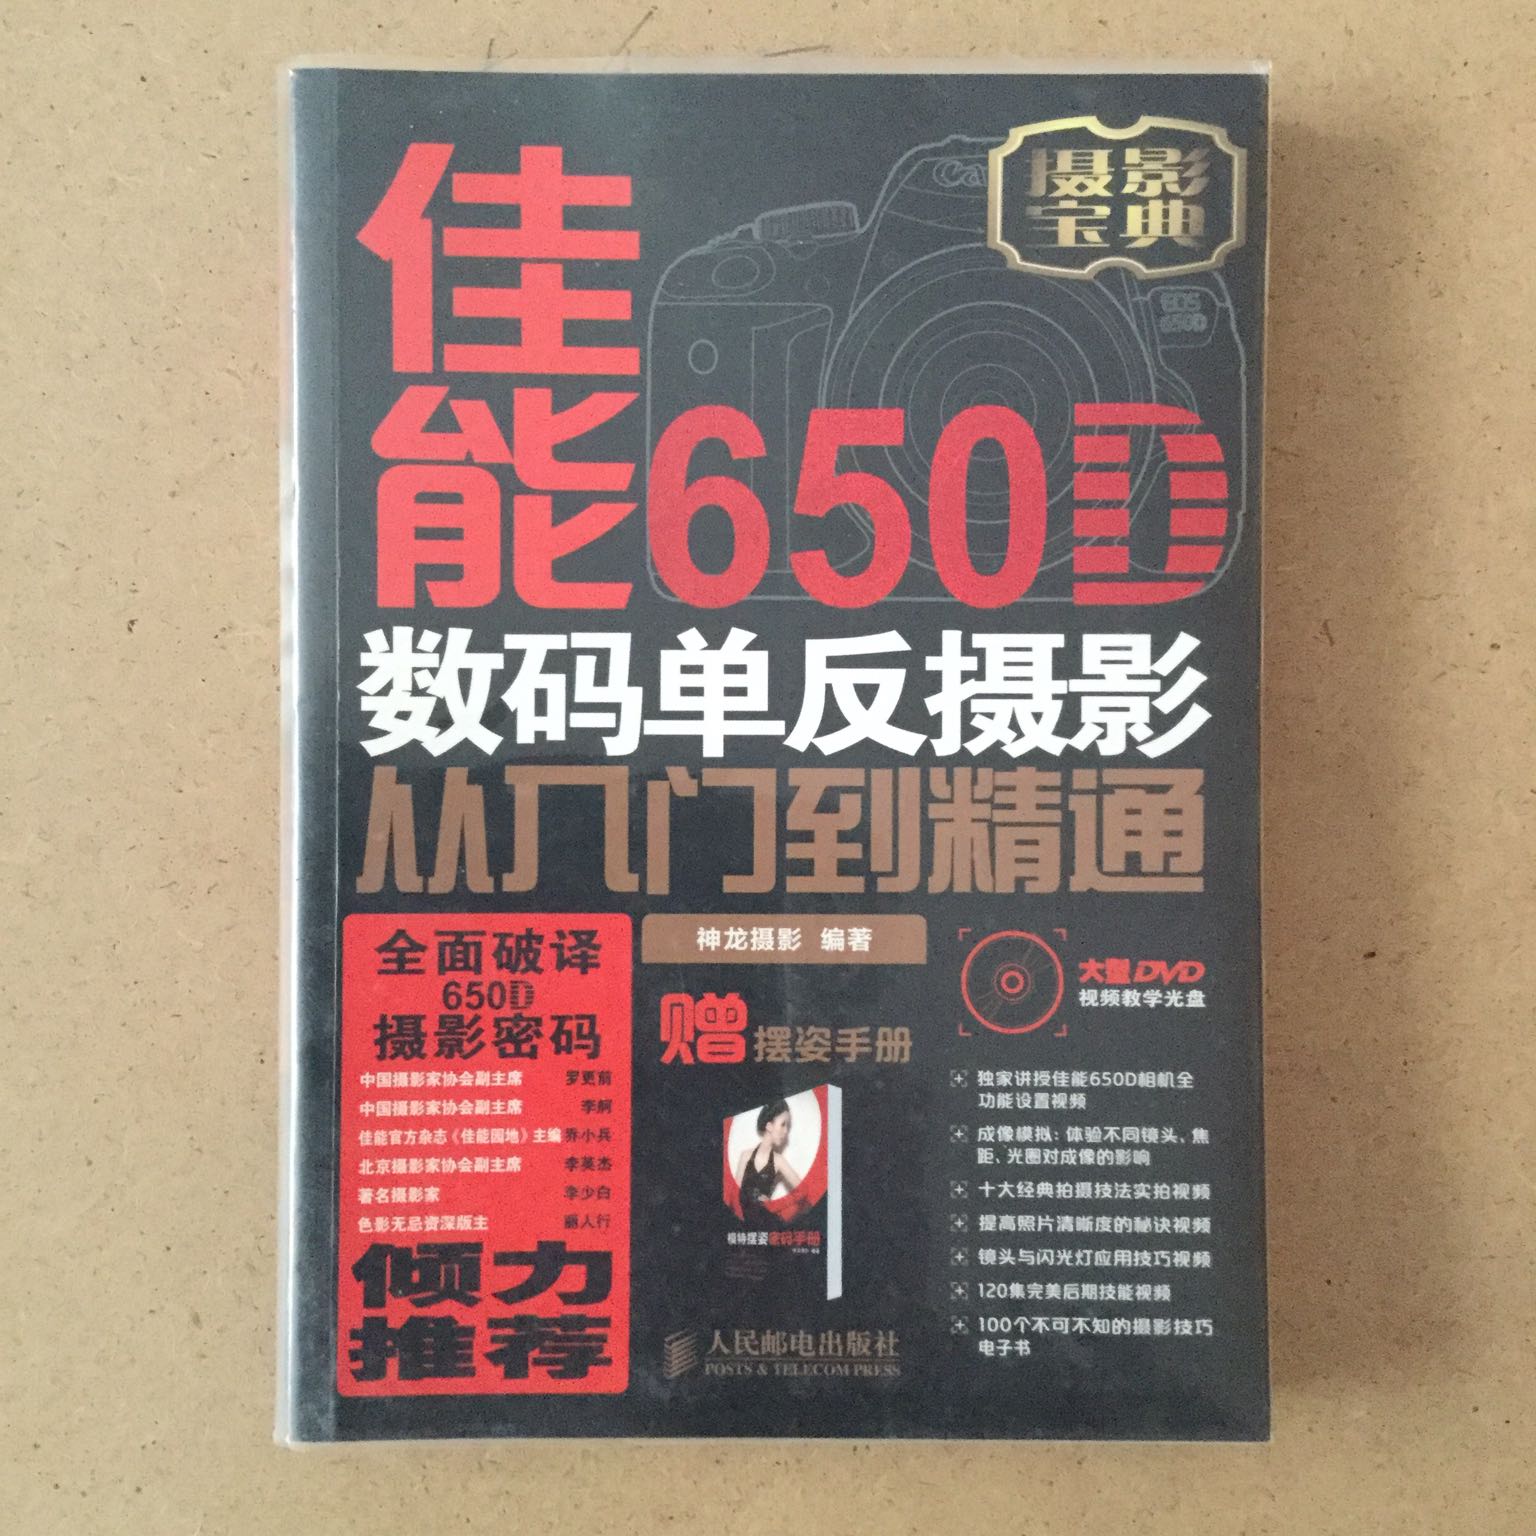 摄影
宝典
Ca
EOS
650D
佳能650D
数码单反摄影
从入门到精通
全面破译
650D
摄影密码
中国摄影家协会副主席 罗更前
中国摄影家协会副主席 李舸
佳能官方杂志《佳能园地》主编 乔小兵
北京摄影家协会副主席 李英杰
著名摄影家 李少白
色影无忌资深版主 丽人行
倾力
推荐
神龙摄影 编著
赠 摆姿手册
模特摆姿密码手册
人民邮电出版社
POSTS & TELECOM PRESS
大型DVD
视频教学光盘
独家讲授佳能650D相机全
功能设置视频
成像模拟：体验不同镜头、焦
距、光圈对成像的影响
十大经典拍摄技法实拍视频
提高照片清晰度的秘诀视频
镜头与闪光灯应用技巧视频
120集完美后期技能视频
100个不可不知的摄影技巧
电子书